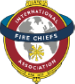 INTERNATIONAL
FIRE CHIEFS
ASSOCIATION